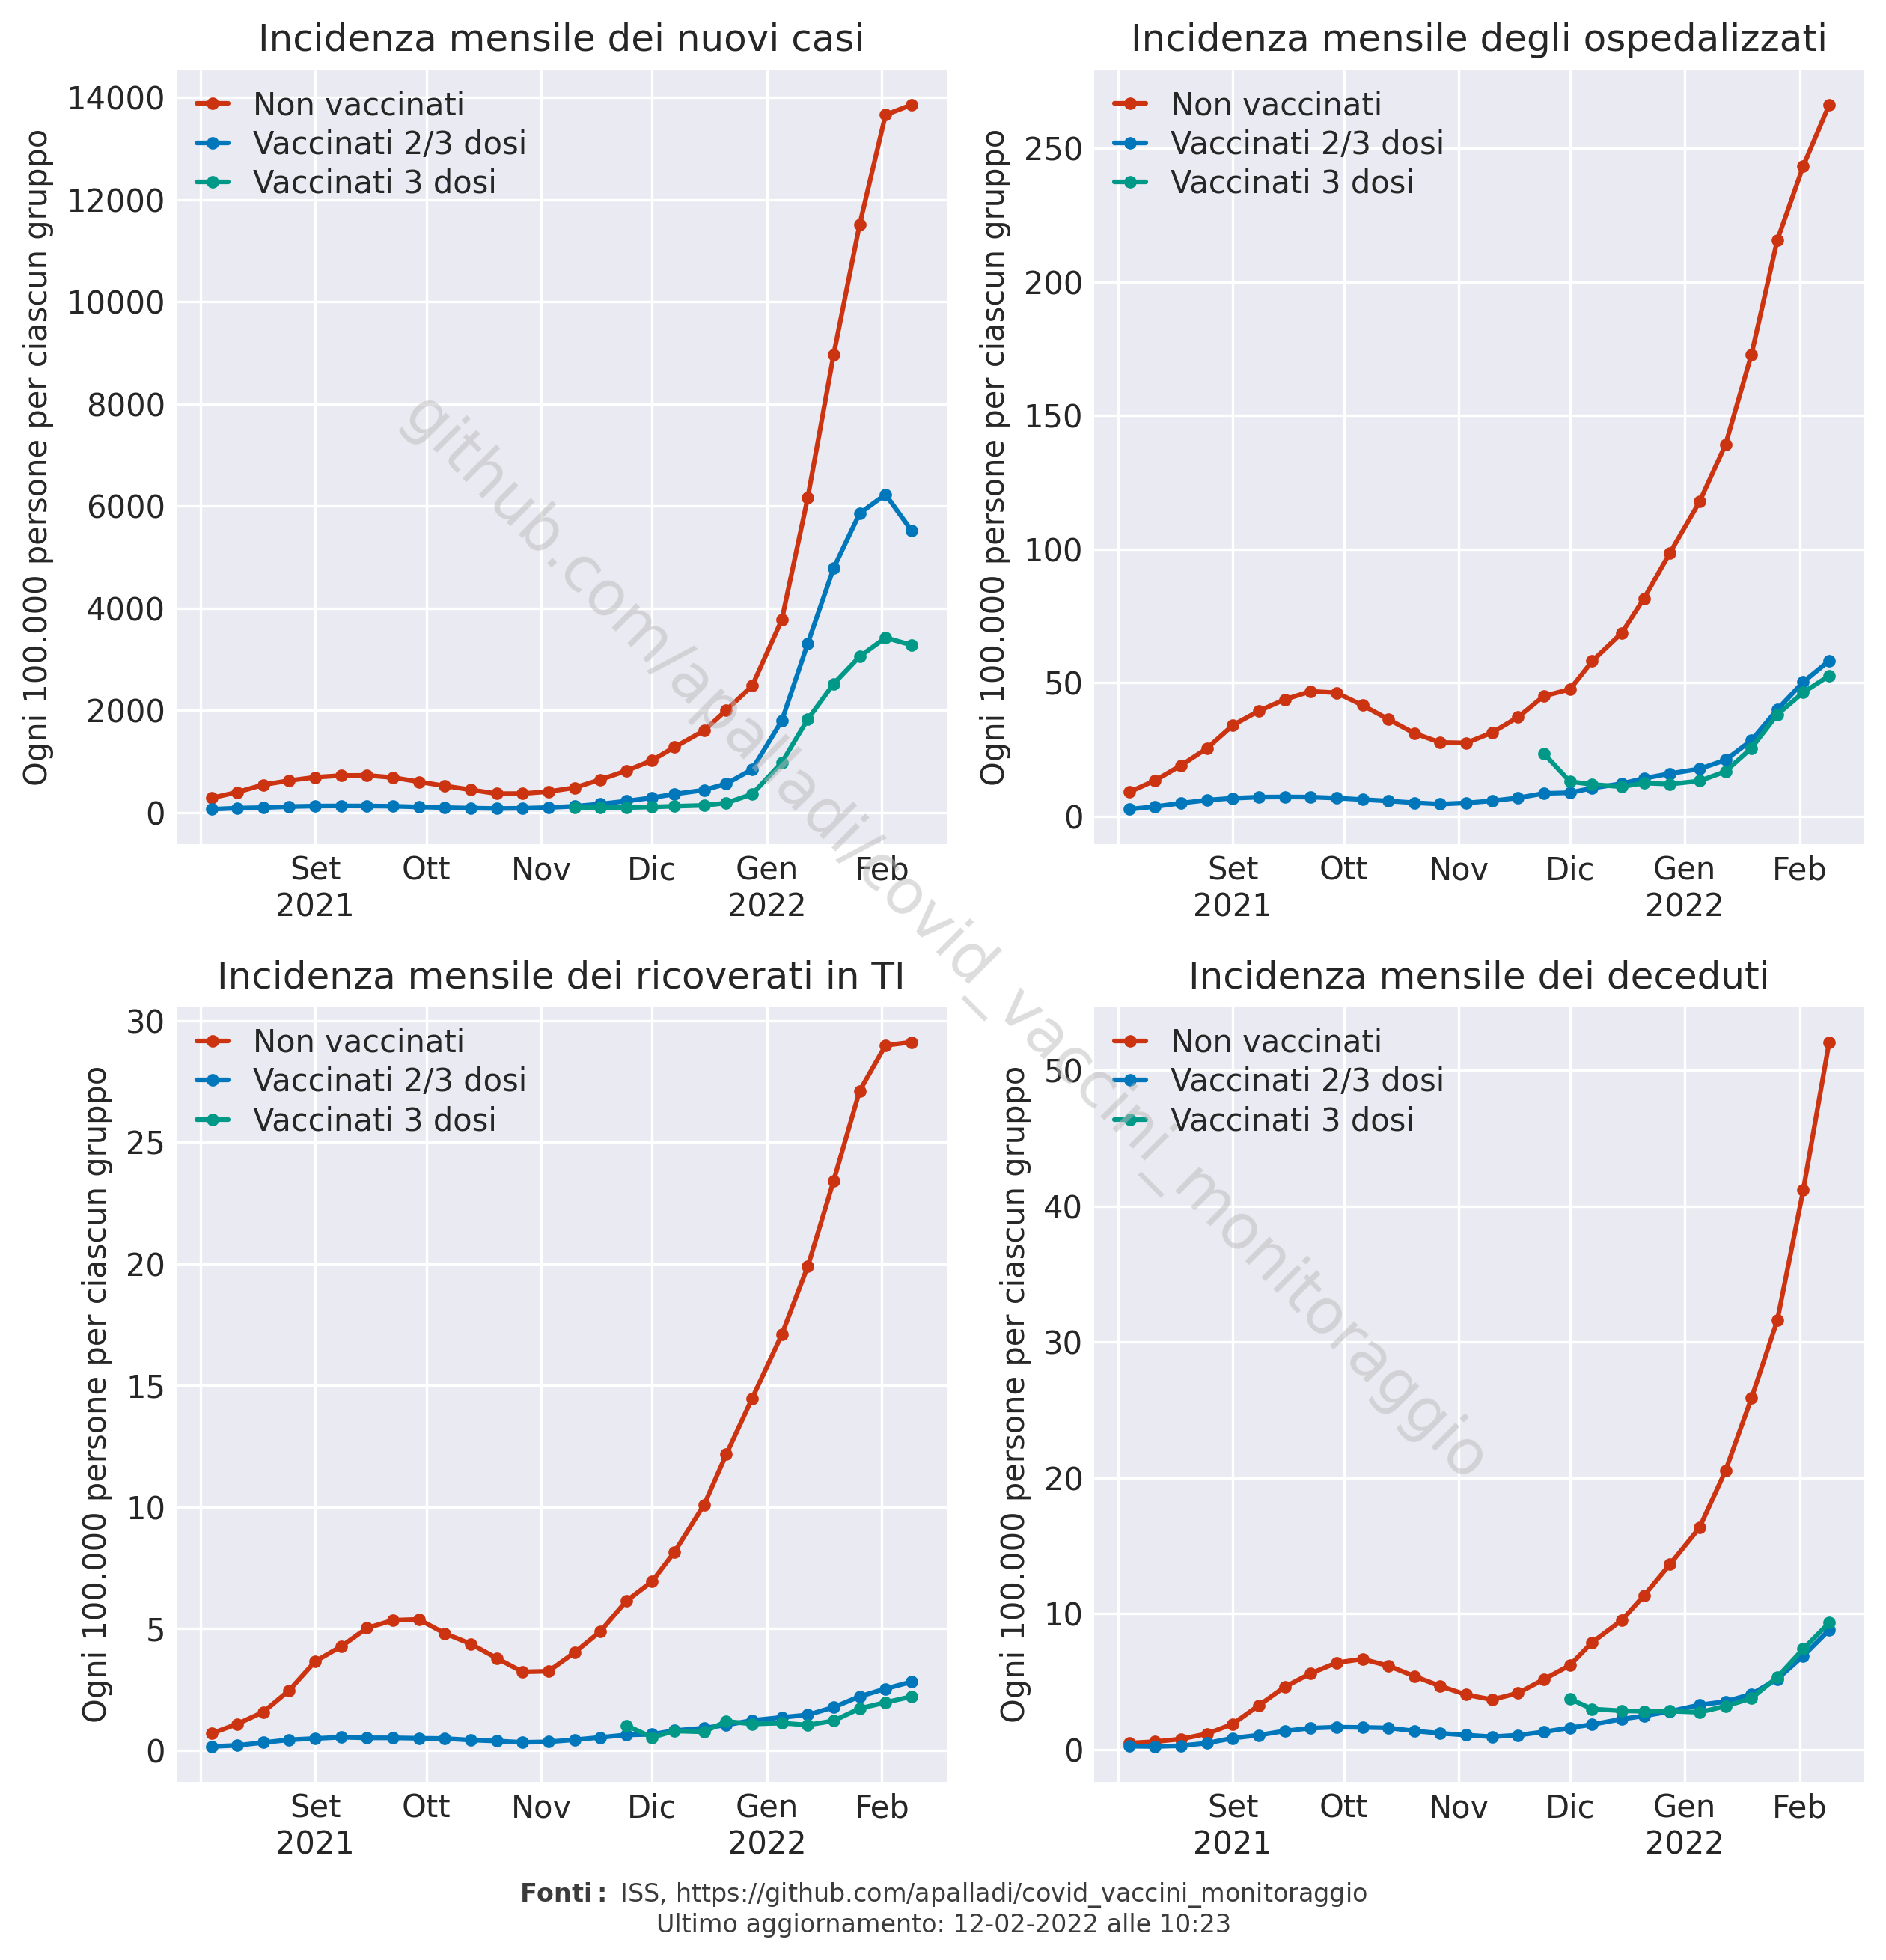 Incidenza mensile dei nuovi casi
Ogni 100.000 persone per ciascun gruppo
14000
12000
10000
8000
6000
4000
2000
0
Non vaccinati
Vaccinati 2/3 dosi
Vaccinati 3 dosi
Set Ott Nov Dic Gen Feb
2021 2022
Incidenza mensile degli ospedalizzati
Ogni 100.000 persone per ciascun gruppo
250
200
150
100
50
0
Non vaccinati
Vaccinati 2/3 dosi
Vaccinati 3 dosi
Set Ott Nov Dic Gen Feb
2021 2022
Incidenza mensile dei ricoverati in TI
Ogni 100.000 persone per ciascun gruppo
30
25
20
15
10
5
0
Non vaccinati
Vaccinati 2/3 dosi
Vaccinati 3 dosi
Set Ott Nov Dic Gen Feb
2021 2022
Incidenza mensile dei deceduti
Ogni 100.000 persone per ciascun gruppo
50
40
30
20
10
0
Non vaccinati
Vaccinati 2/3 dosi
Vaccinati 3 dosi
Set Ott Nov Dic Gen Feb
2021 2022
github.com/apalladi/covid_vaccini_monitoraggio
Fonti: ISS, https://github.com/apalladi/covid_vaccini_monitoraggio
Ultimo aggiornamento: 12-02-2022 alle 10:23